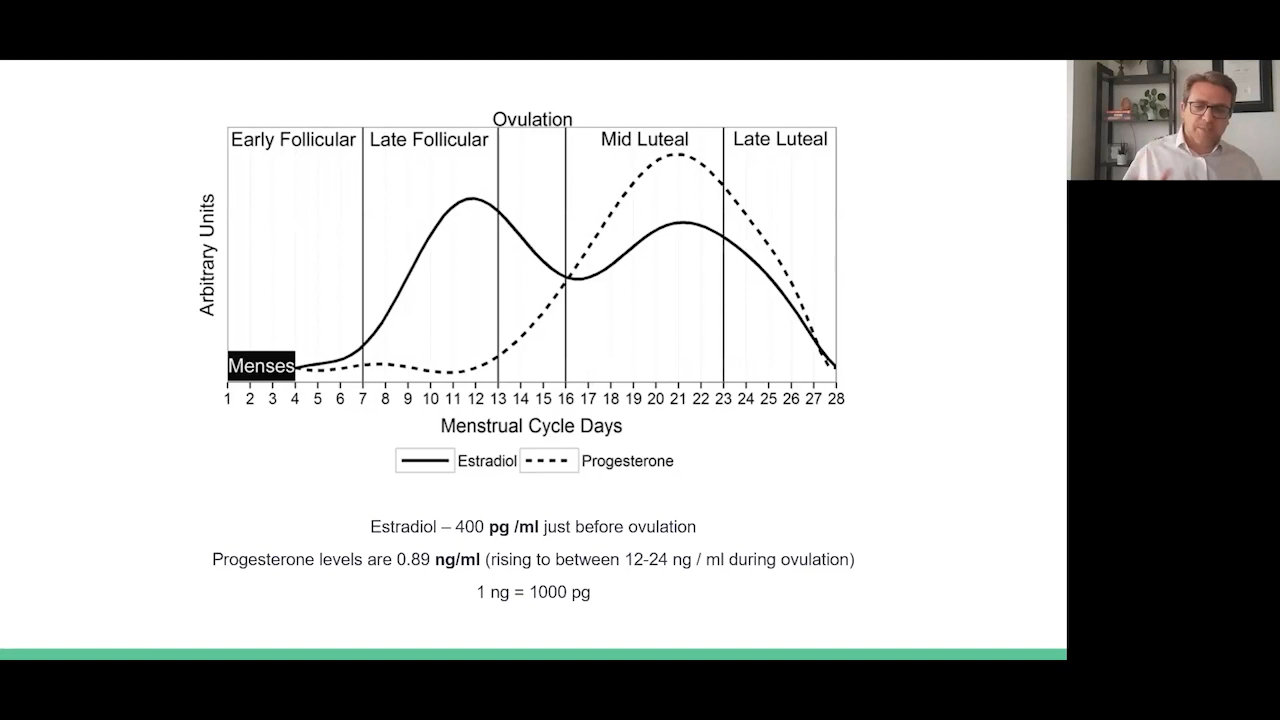 Ovulation
Early Follicular Late Follicular Mid Luteal Late Luteal
Arbitrary Units
Menses
1 2 3 4 5 6 7 8 9 10 11 12 13 14 15 16 17 18 19 20 21 22 23 24 25 26 27 28
Menstrual Cycle Days
Estradiol Progesterone
Estradiol – 400 pg /ml just before ovulation
Progesterone levels are 0.89 ng/ml (rising to between 12-24 ng / ml during ovulation)
1 ng = 1000 pg